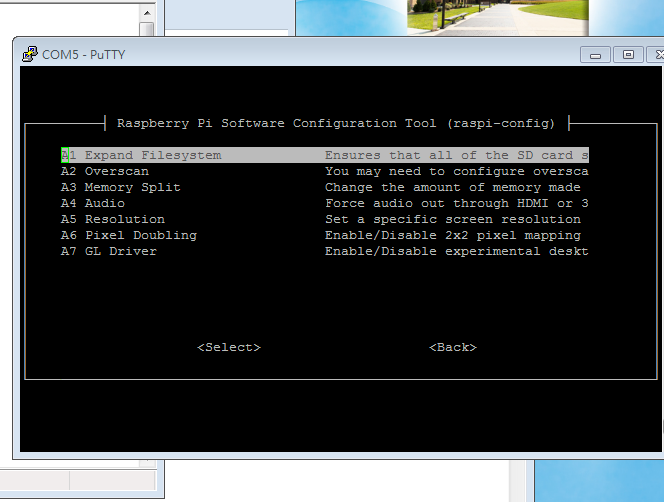 COM5 - PuTTY
Raspberry Pi Software Configuration Tool (raspi-config)
A1 Expand Filesystem Ensures that all of the SD card s
A2 Overscan You may need to configure oversca
A3 Memory Split Change the amount of memory made
A4 Audio Force audio out through HDMI or 3
A5 Resolution Set a specific screen resolution
A6 Pixel Doubling Enable/Disable 2x2 pixel mapping
A7 GL Driver Enable/Disable experimental deskt
<Select> <Back>